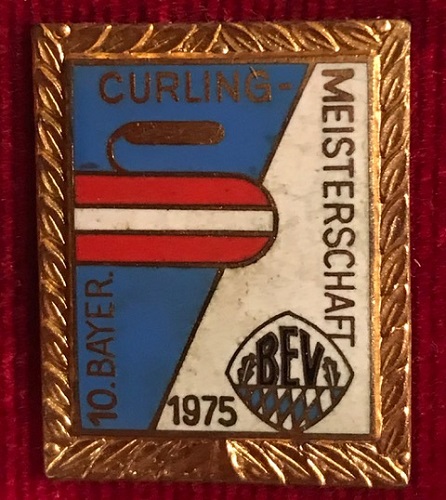 10. BAYER.
CURLING-
MEISTERSCHAFT
1975
BEV